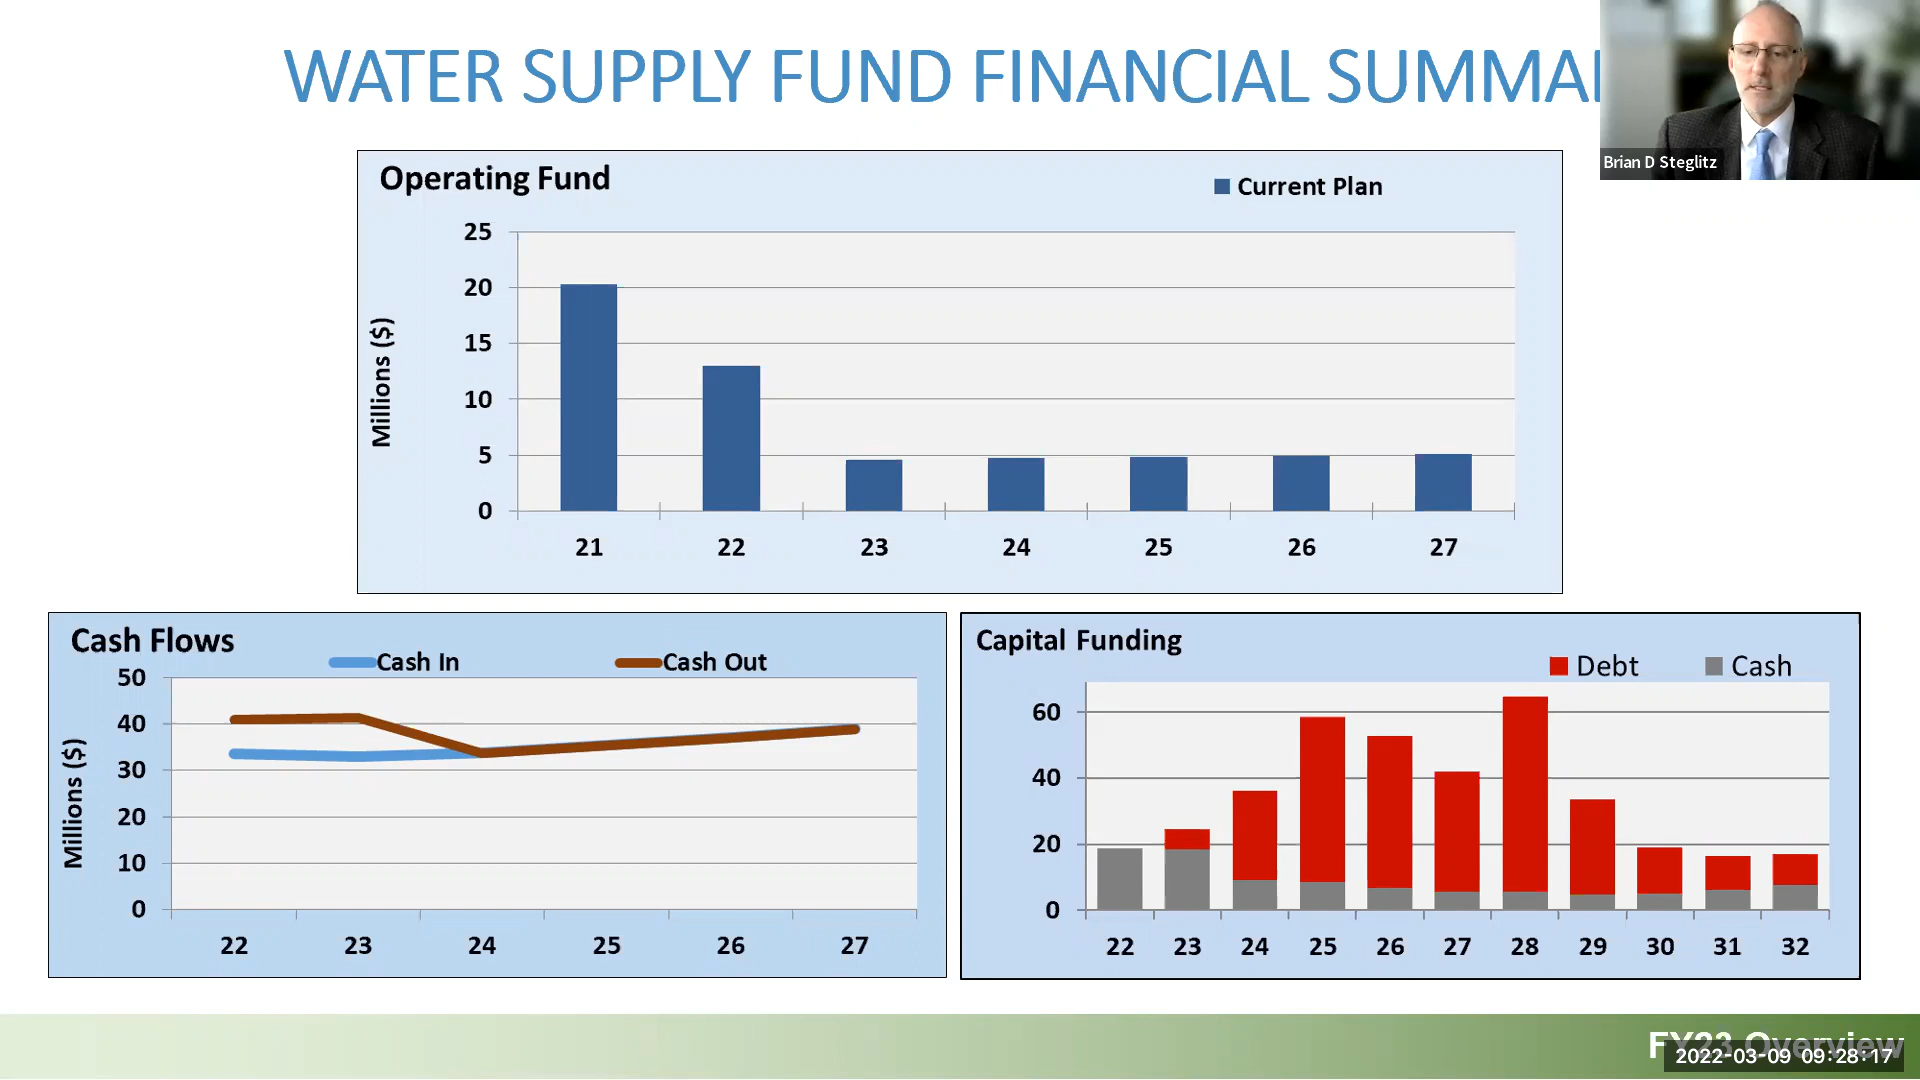 WATER SUPPLY FUND FINANCIAL SUMMAR
Brian D Steglitz
Operating Fund
Current Plan
Millions ($)
25
20
15
10
5
0
21 22 23 24 25 26 27
Cash Flows
Cash In Cash Out
Millions ($)
50
40
30
20
10
0
22 23 24 25 26 27
Capital Funding
Debt Cash
60
40
20
0
22 23 24 25 26 27 28 29 30 31 32
FY23 Overview
2022-03-09 09:28:17